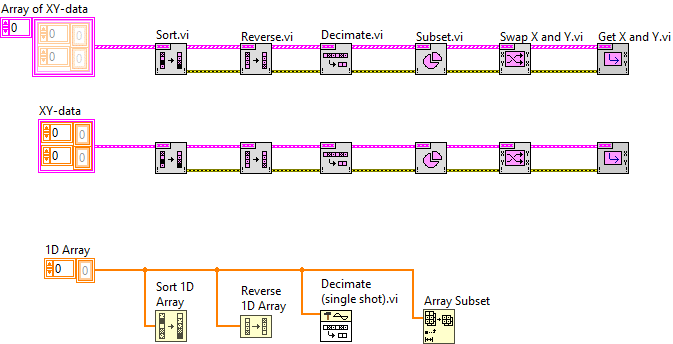 Array of XY-data
0
Sort.vi Reverse.vi Decimate.vi Subset.vi Swap X and Y.vi Get X and Y.vi
0 0
0 0
XY-data
0 0
0 0
1D Array
0 0
Sort 1D
Array
Reverse
1D Array
Decimate
(single shot).vi
Array Subset